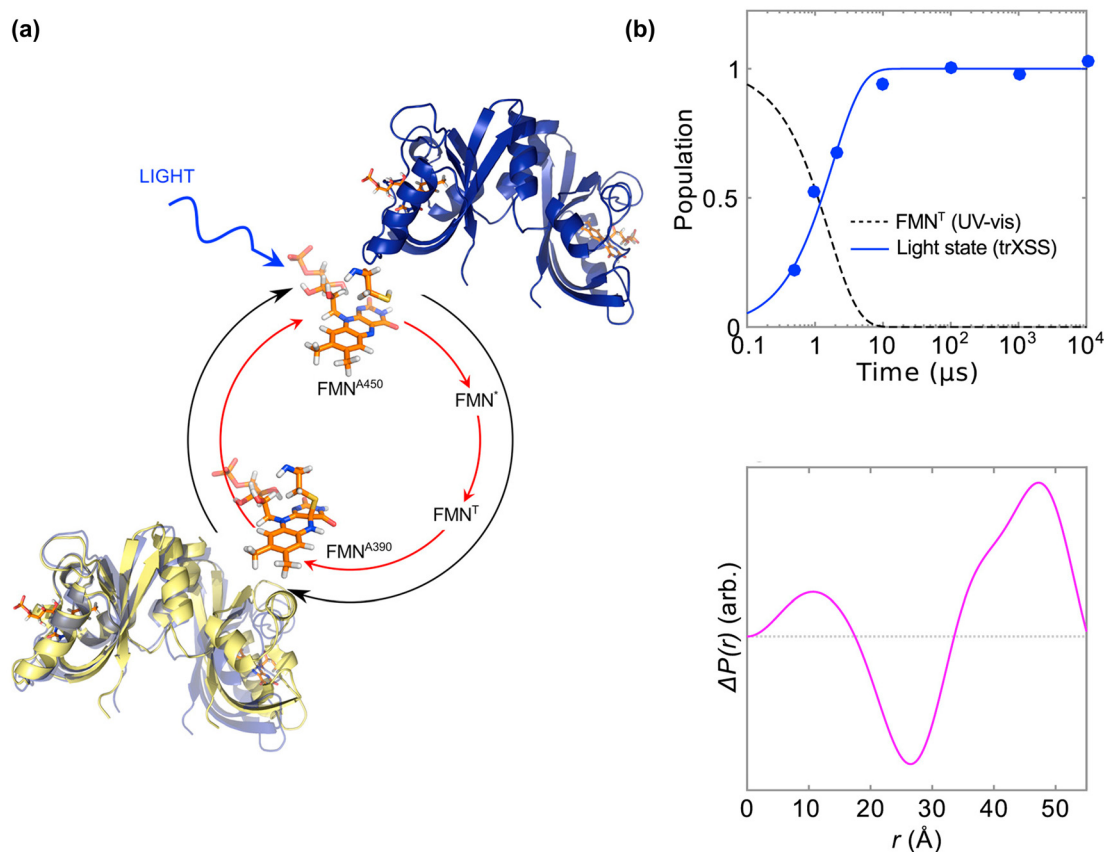 (a)
LIGHT
FMN^A450
FMN^*
FMN^T
FMN^A390
(b)
Population
1
0.5
0
FMN^T (UV-vis)
Light state (trXSS)
0.1 1 10 10^2 10^3 10^4
Time (µs)
ΔP(r) (arb.)
0 10 20 30 40 50
r (Å)